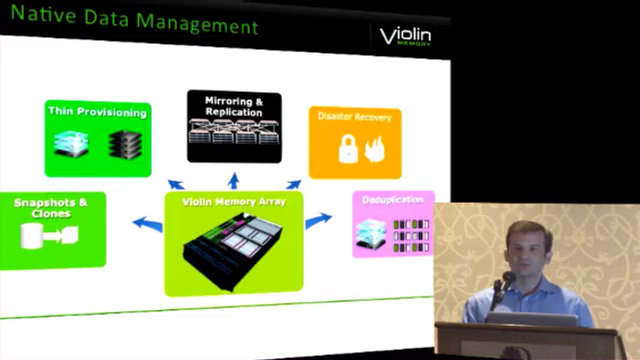 Native Data Management
Violin
MEMORY
Thin Provisioning
Mirroring &
Replication
Disaster Recovery
Snapshots &
Clones
Violin Memory Array
Deduplication